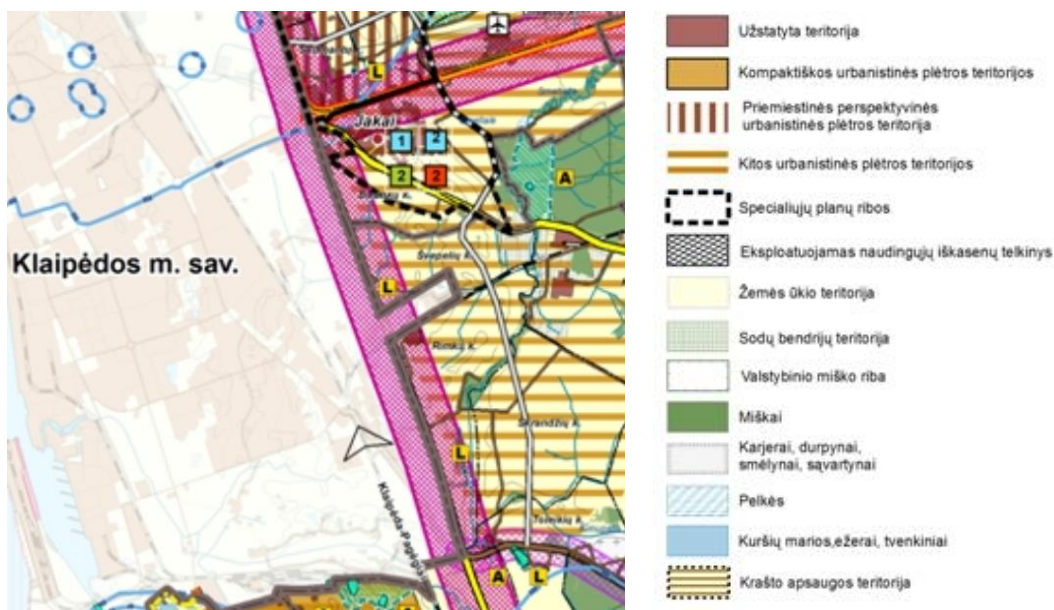 L
Jakai
1
2
2
2
A
Klaipėdos m. sav.
Švepelių k.
L
Rimkų k.
Skrandžių k.
L
Klaipėda-Pagėgiai
Toleikių k.
A
L
Užstatyta teritorija
Kompaktiškos urbanistinės plėtros teritorijos
Priemiestinės perspektyvinės
urbanistinės plėtros teritorija
Kitos urbanistinės plėtros teritorijos
Specialiųjų planų ribos
Eksploatuojamas naudingųjų iškasenų telkinys
Žemės ūkio teritorija
Sodų bendrijų teritorija
Valstybinio miško riba
Miškai
Karjerai, durpynai,
smėlynai, sąvartynai
Pelkės
Kuršių marios,ežerai, tvenkiniai
Krašto apsaugos teritorija